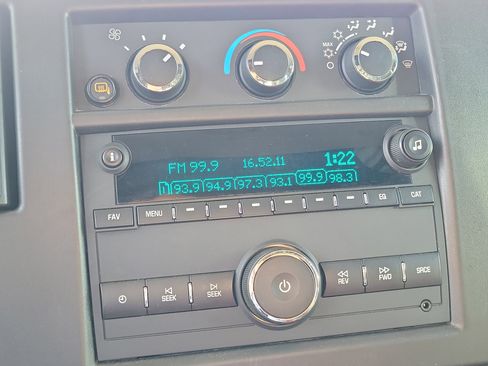 MAX
FM 99.9 16.52.11 1:22
93.9 94.9 97.3 93.1 99.9 98.3
FAV MENU EQ CAT
SEEK SEEK REV FWD SRCE